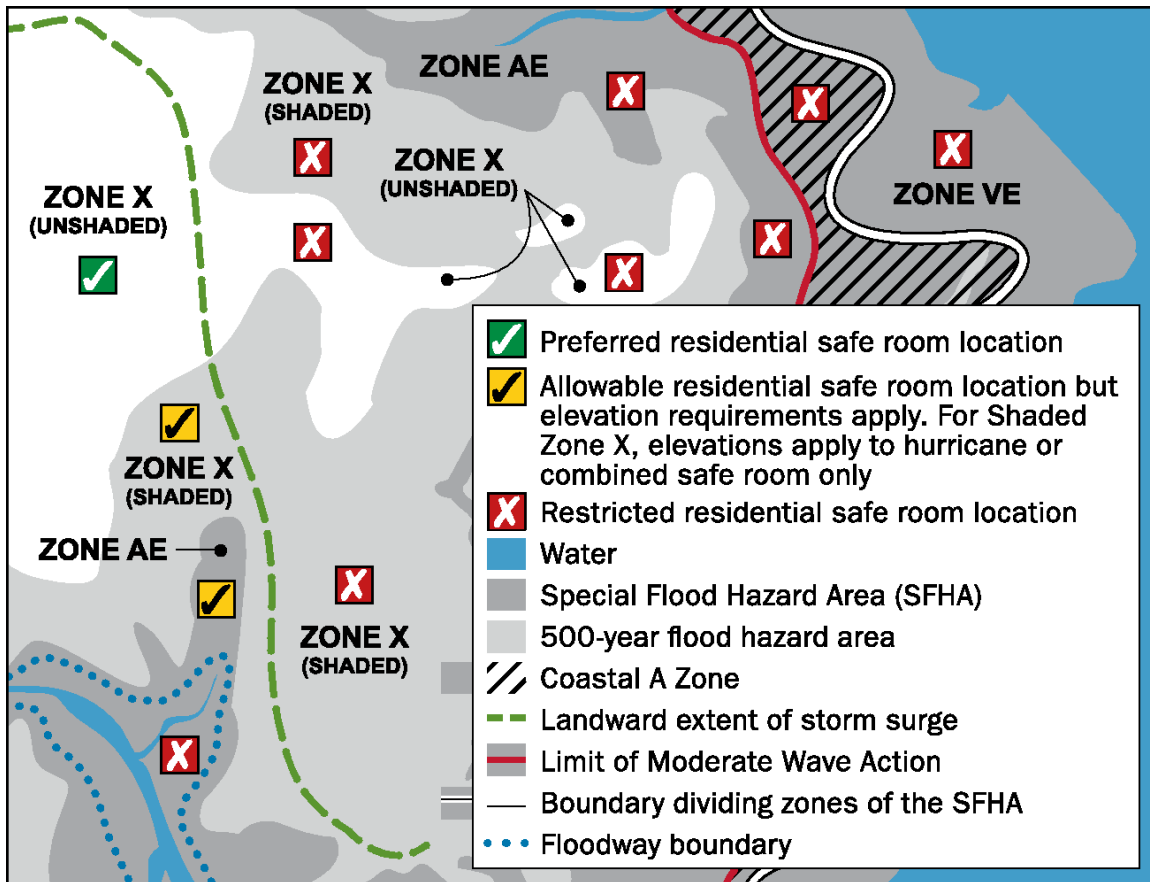 ZONE AE
ZONE X
(SHADED)
ZONE X
(UNSHADED)
ZONE X
(UNSHADED)
ZONE VE
ZONE X
(SHADED)
ZONE AE
ZONE X
(SHADED)
Preferred residential safe room location
Allowable residential safe room location but
elevation requirements apply. For Shaded
Zone X, elevations apply to hurricane or
combined safe room only
Restricted residential safe room location
Water
Special Flood Hazard Area (SFHA)
500-year flood hazard area
Coastal A Zone
Landward extent of storm surge
Limit of Moderate Wave Action
Boundary dividing zones of the SFHA
Floodway boundary